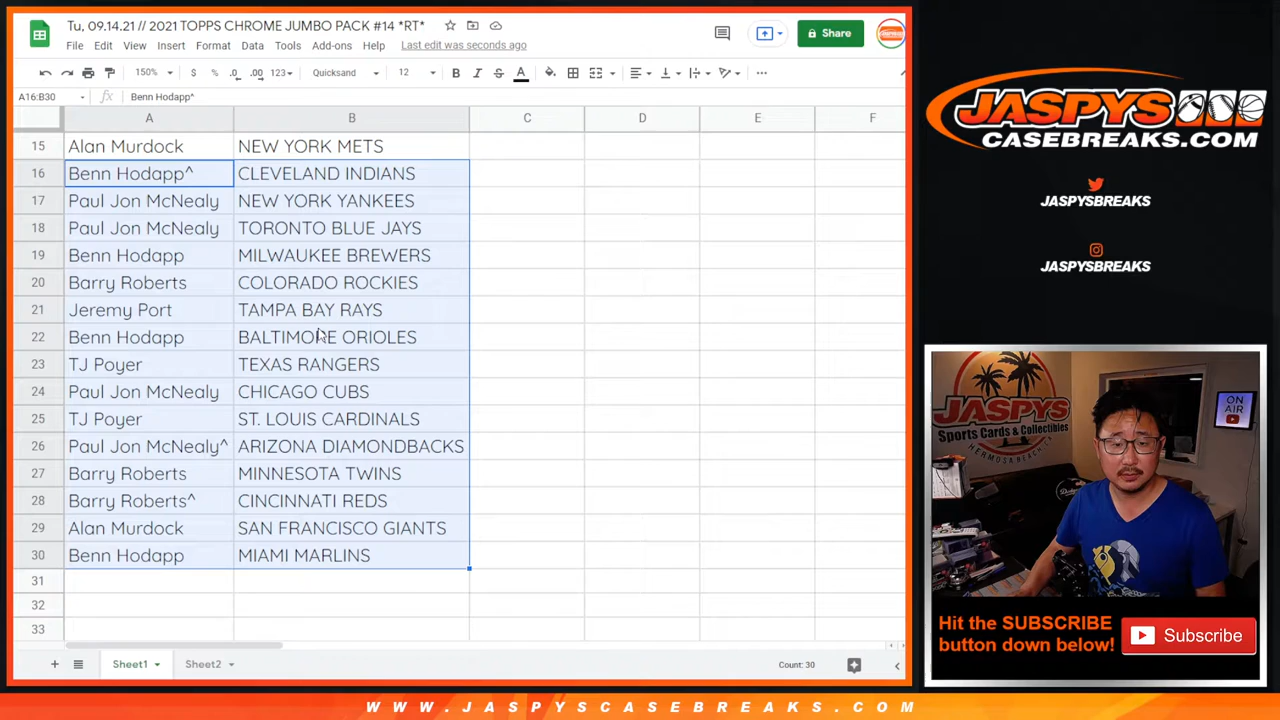 Tu, 09.14.21 // 2021 TOPPS CHROME JUMBO PACK #14 *RT*
File Edit View Insert Format Data Tools Add-ons Help Last edit was seconds ago
Share
150% $ % .0 .00 123 Quicksand 12 B I S A
A16:B30 fx Benn Hodapp^
A B C D E F
15 Alan Murdock NEW YORK METS
16 Benn Hodapp^ CLEVELAND INDIANS
17 Paul Jon McNealy NEW YORK YANKEES
18 Paul Jon McNealy TORONTO BLUE JAYS
19 Benn Hodapp MILWAUKEE BREWERS
20 Barry Roberts COLORADO ROCKIES
21 Jeremy Port TAMPA BAY RAYS
22 Benn Hodapp BALTIMORE ORIOLES
23 TJ Poyer TEXAS RANGERS
24 Paul Jon McNealy CHICAGO CUBS
25 TJ Poyer ST. LOUIS CARDINALS
26 Paul Jon McNealy^ ARIZONA DIAMONDBACKS
27 Barry Roberts MINNESOTA TWINS
28 Barry Roberts^ CINCINNATI REDS
29 Alan Murdock SAN FRANCISCO GIANTS
30 Benn Hodapp MIAMI MARLINS
31
32
33
+ Sheet1 Sheet2 Count: 30
JASPYS
CASEBREAKS.COM
JASPYSBREAKS
JASPYSBREAKS
JASPYS
Sports Cards & Collectibles
HERMOSA BEACH
ON
AIR
Hit the SUBSCRIBE
button down below!
Subscribe
WWW.JASPYSCASEBREAKS.COM